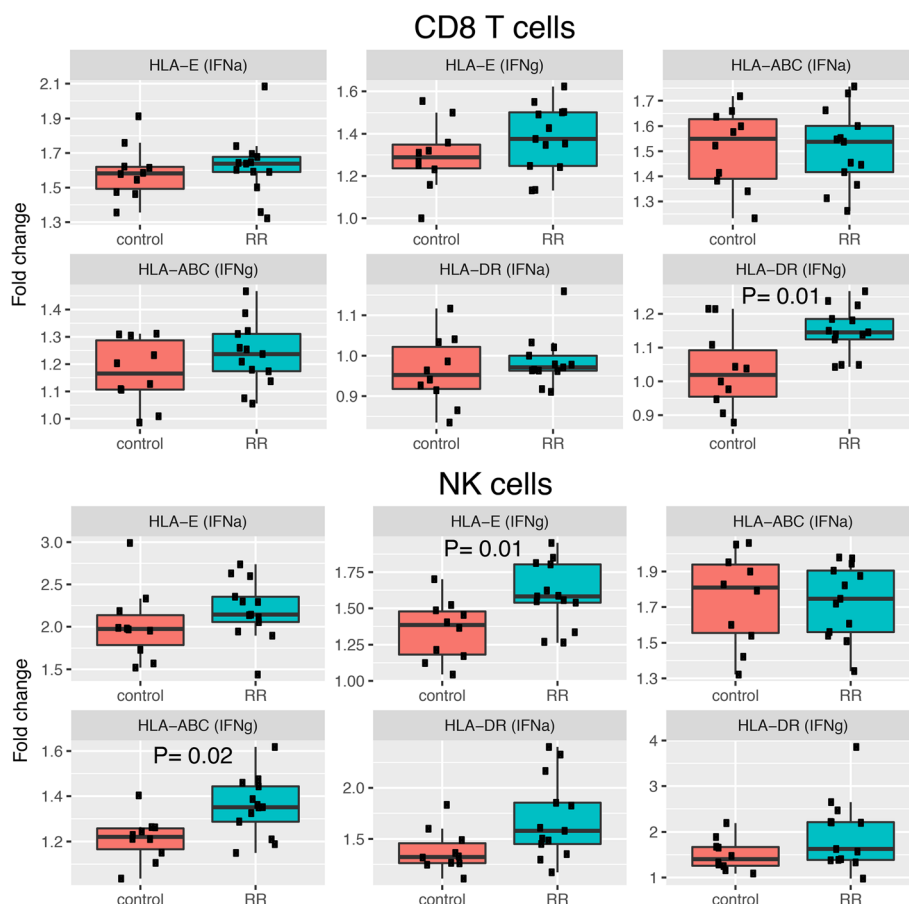 CD8 T cells
HLA-E (IFNa)
HLA-E (IFNg)
HLA-ABC (IFNa)
2.1
1.9
1.7
1.5
1.3
control
RR
1.6
1.4
1.2
1.0
control
RR
1.7
1.6
1.5
1.4
1.3
control
RR
Fold change
HLA-ABC (IFNg)
HLA-DR (IFNa)
HLA-DR (IFNg)
1.4
1.3
1.2
1.1
1.0
control
RR
1.1
1.0
0.9
control
RR
P= 0.01
1.2
1.1
1.0
0.9
control
RR
NK cells
HLA-E (IFNa)
HLA-E (IFNg)
HLA-ABC (IFNa)
3.0
2.5
2.0
1.5
control
RR
P= 0.01
1.75
1.50
1.25
1.00
control
RR
1.9
1.7
1.5
1.3
control
RR
Fold change
HLA-ABC (IFNg)
HLA-DR (IFNa)
HLA-DR (IFNg)
P= 0.02
1.6
1.4
1.2
control
RR
2.0
1.5
control
RR
4
3
2
1
control
RR